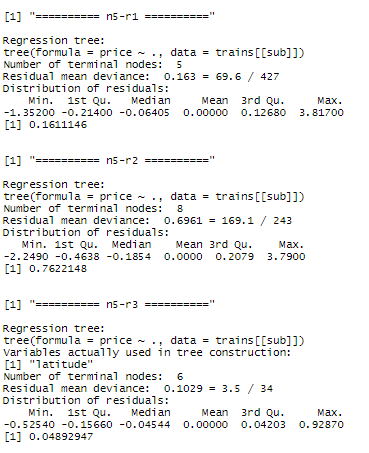 [1] "========== n5-r1 =========="
Regression tree:
tree(formula = price ~ ., data = trains[[sub]])
Number of terminal nodes:  5
Residual mean deviance:  0.163 = 69.6 / 427
Distribution of residuals:
    Min.  1st Qu.   Median     Mean  3rd Qu.     Max.
-1.35200 -0.21400 -0.06405  0.00000  0.12680  3.81700
[1] 0.1611146
[1] "========== n5-r2 =========="
Regression tree:
tree(formula = price ~ ., data = trains[[sub]])
Number of terminal nodes:  8
Residual mean deviance:  0.6961 = 169.1 / 243
Distribution of residuals:
   Min. 1st Qu.  Median    Mean 3rd Qu.    Max.
-2.2490 -0.4638 -0.1854  0.0000  0.2079  3.7900
[1] 0.7622148
[1] "========== n5-r3 =========="
Regression tree:
tree(formula = price ~ ., data = trains[[sub]])
Variables actually used in tree construction:
[1] "latitude"
Number of terminal nodes:  6
Residual mean deviance:  0.1029 = 3.5 / 34
Distribution of residuals:
    Min.  1st Qu.   Median     Mean  3rd Qu.     Max.
-0.52540 -0.15660 -0.04544  0.00000  0.04203  0.92870
[1] 0.04892947